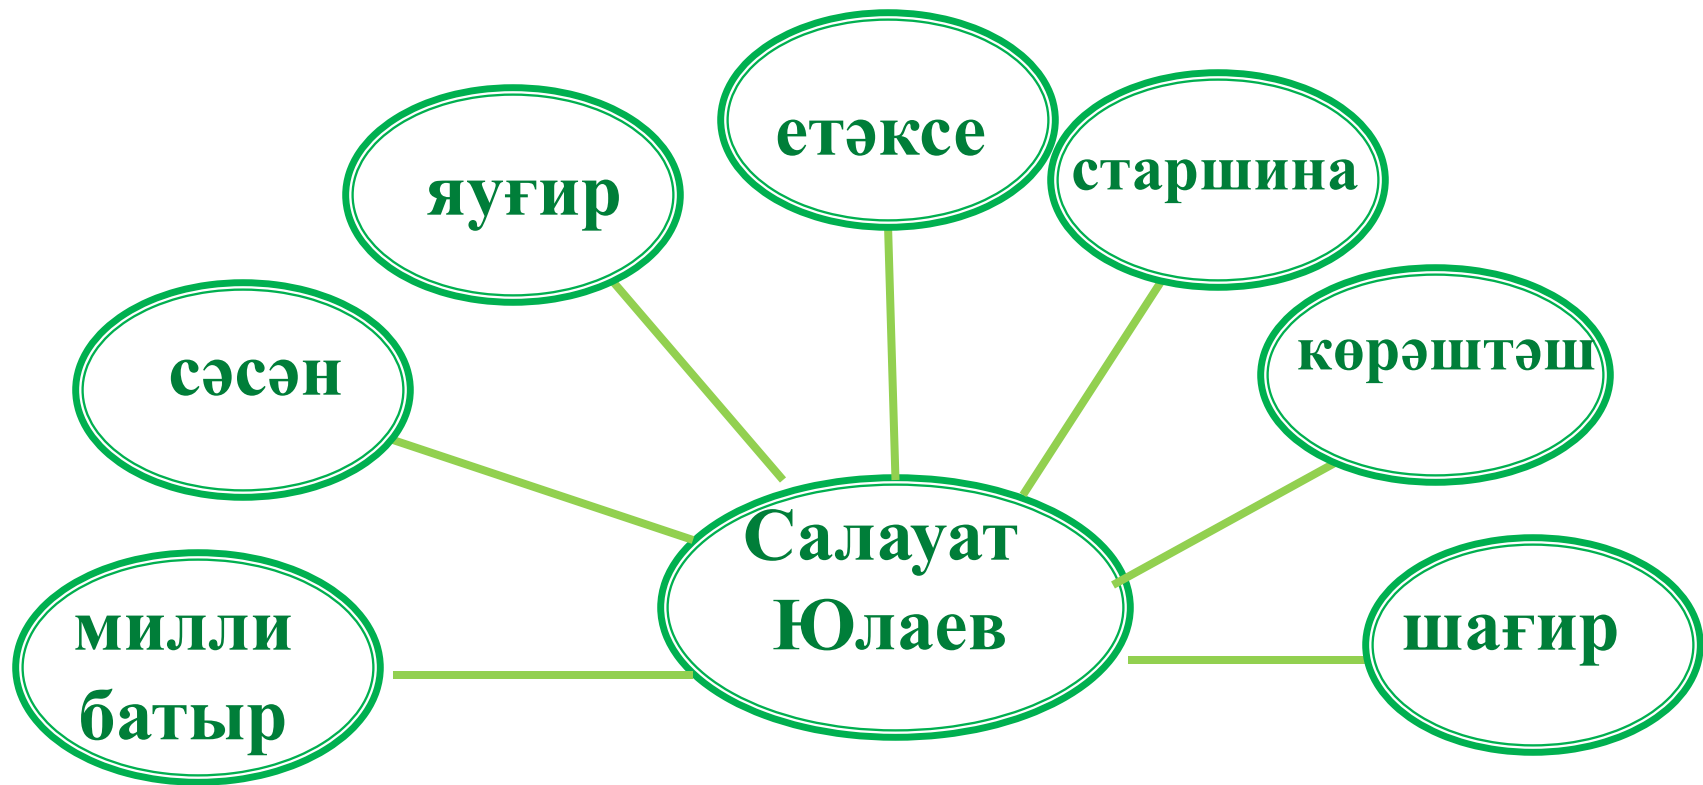 етәксе
старшина
яуғир
көрәштәш
сәсән
Салауат
Юлаев
милли
батыр
шағир